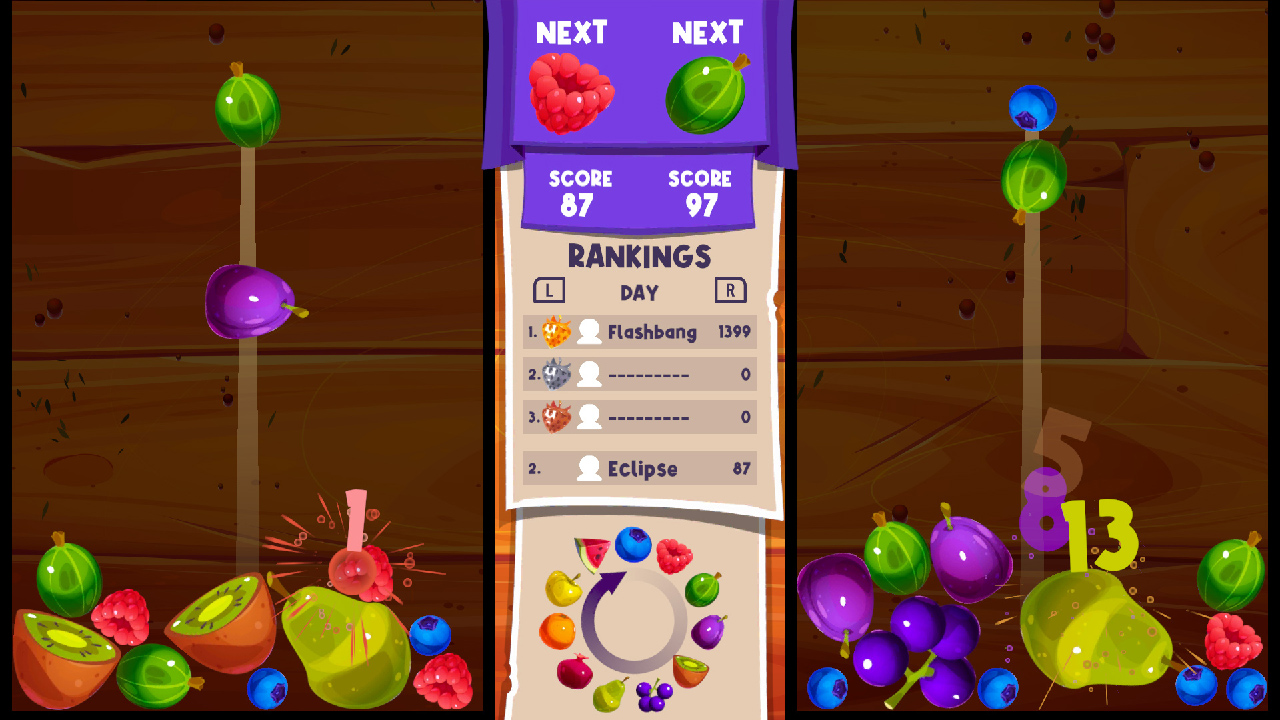 NEXT NEXT
SCORE SCORE
87 97
RANKINGS
L DAY R
1. Flashbang 1399
2. --------- 0
3. --------- 0
2. Eclipse 87
1
5
8
13